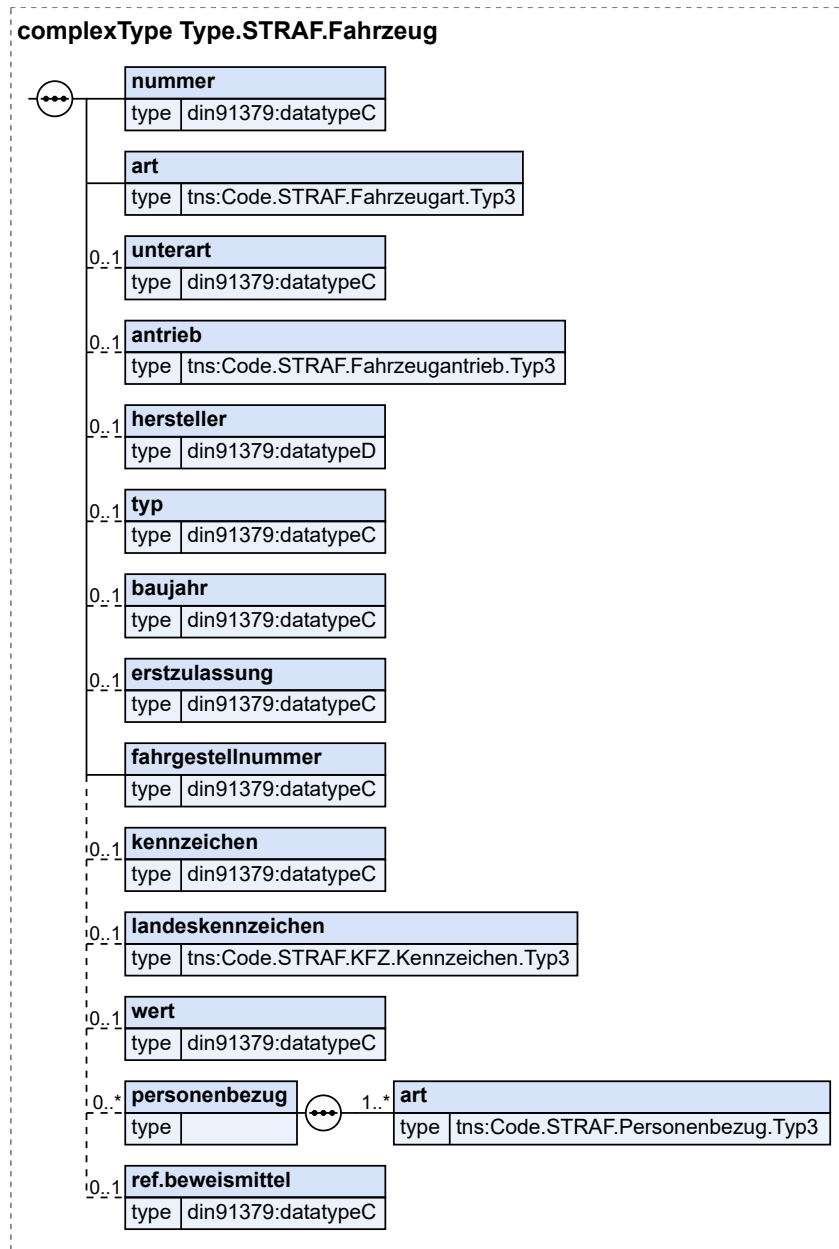 complexType Type.STRAF.Fahrzeug
nummer
type din91379:datatypeC
art
type tns:Code.STRAF.Fahrzeugart.Typ3
0..1 unterart
type din91379:datatypeC
0..1 antrieb
type tns:Code.STRAF.Fahrzeugantrieb.Typ3
0..1 hersteller
type din91379:datatypeD
0..1 typ
type din91379:datatypeC
0..1 baujahr
type din91379:datatypeC
0..1 erstzulassung
type din91379:datatypeC
fahrgestellnummer
type din91379:datatypeC
0..1 kennzeichen
type din91379:datatypeC
0..1 landeskennzeichen
type tns:Code.STRAF.KFZ.Kennzeichen.Typ3
0..1 wert
type din91379:datatypeC
0..* personenbezug 1..* art
type type tns:Code.STRAF.Personenbezug.Typ3
0..1 ref.beweismittel
type din91379:datatypeC